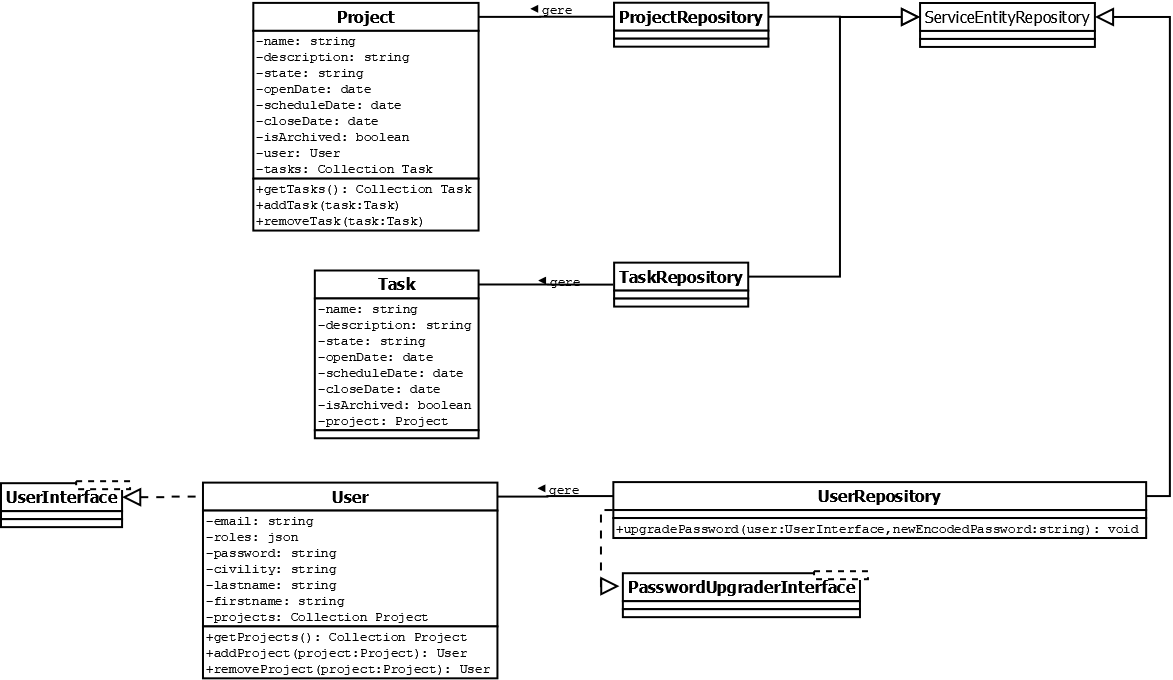 Project
-name: string
-description: string
-state: string
-openDate: date
-scheduleDate: date
-closeDate: date
-isArchived: boolean
-user: User
-tasks: Collection Task
+getTasks(): Collection Task
+addTask(task:Task)
+removeTask(task:Task)
gere
ProjectRepository
ServiceEntityRepository
Task
-name: string
-description: string
-state: string
-openDate: date
-scheduleDate: date
-closeDate: date
-isArchived: boolean
-project: Project
gere
TaskRepository
UserInterface
User
-email: string
-roles: json
-password: string
-civility: string
-lastname: string
-firstname: string
-projects: Collection Project
+getProjects(): Collection Project
+addProject(project:Project): User
+removeProject(project:Project): User
gere
UserRepository
+upgradePassword(user:UserInterface,newEncodedPassword:string): void
PasswordUpgraderInterface